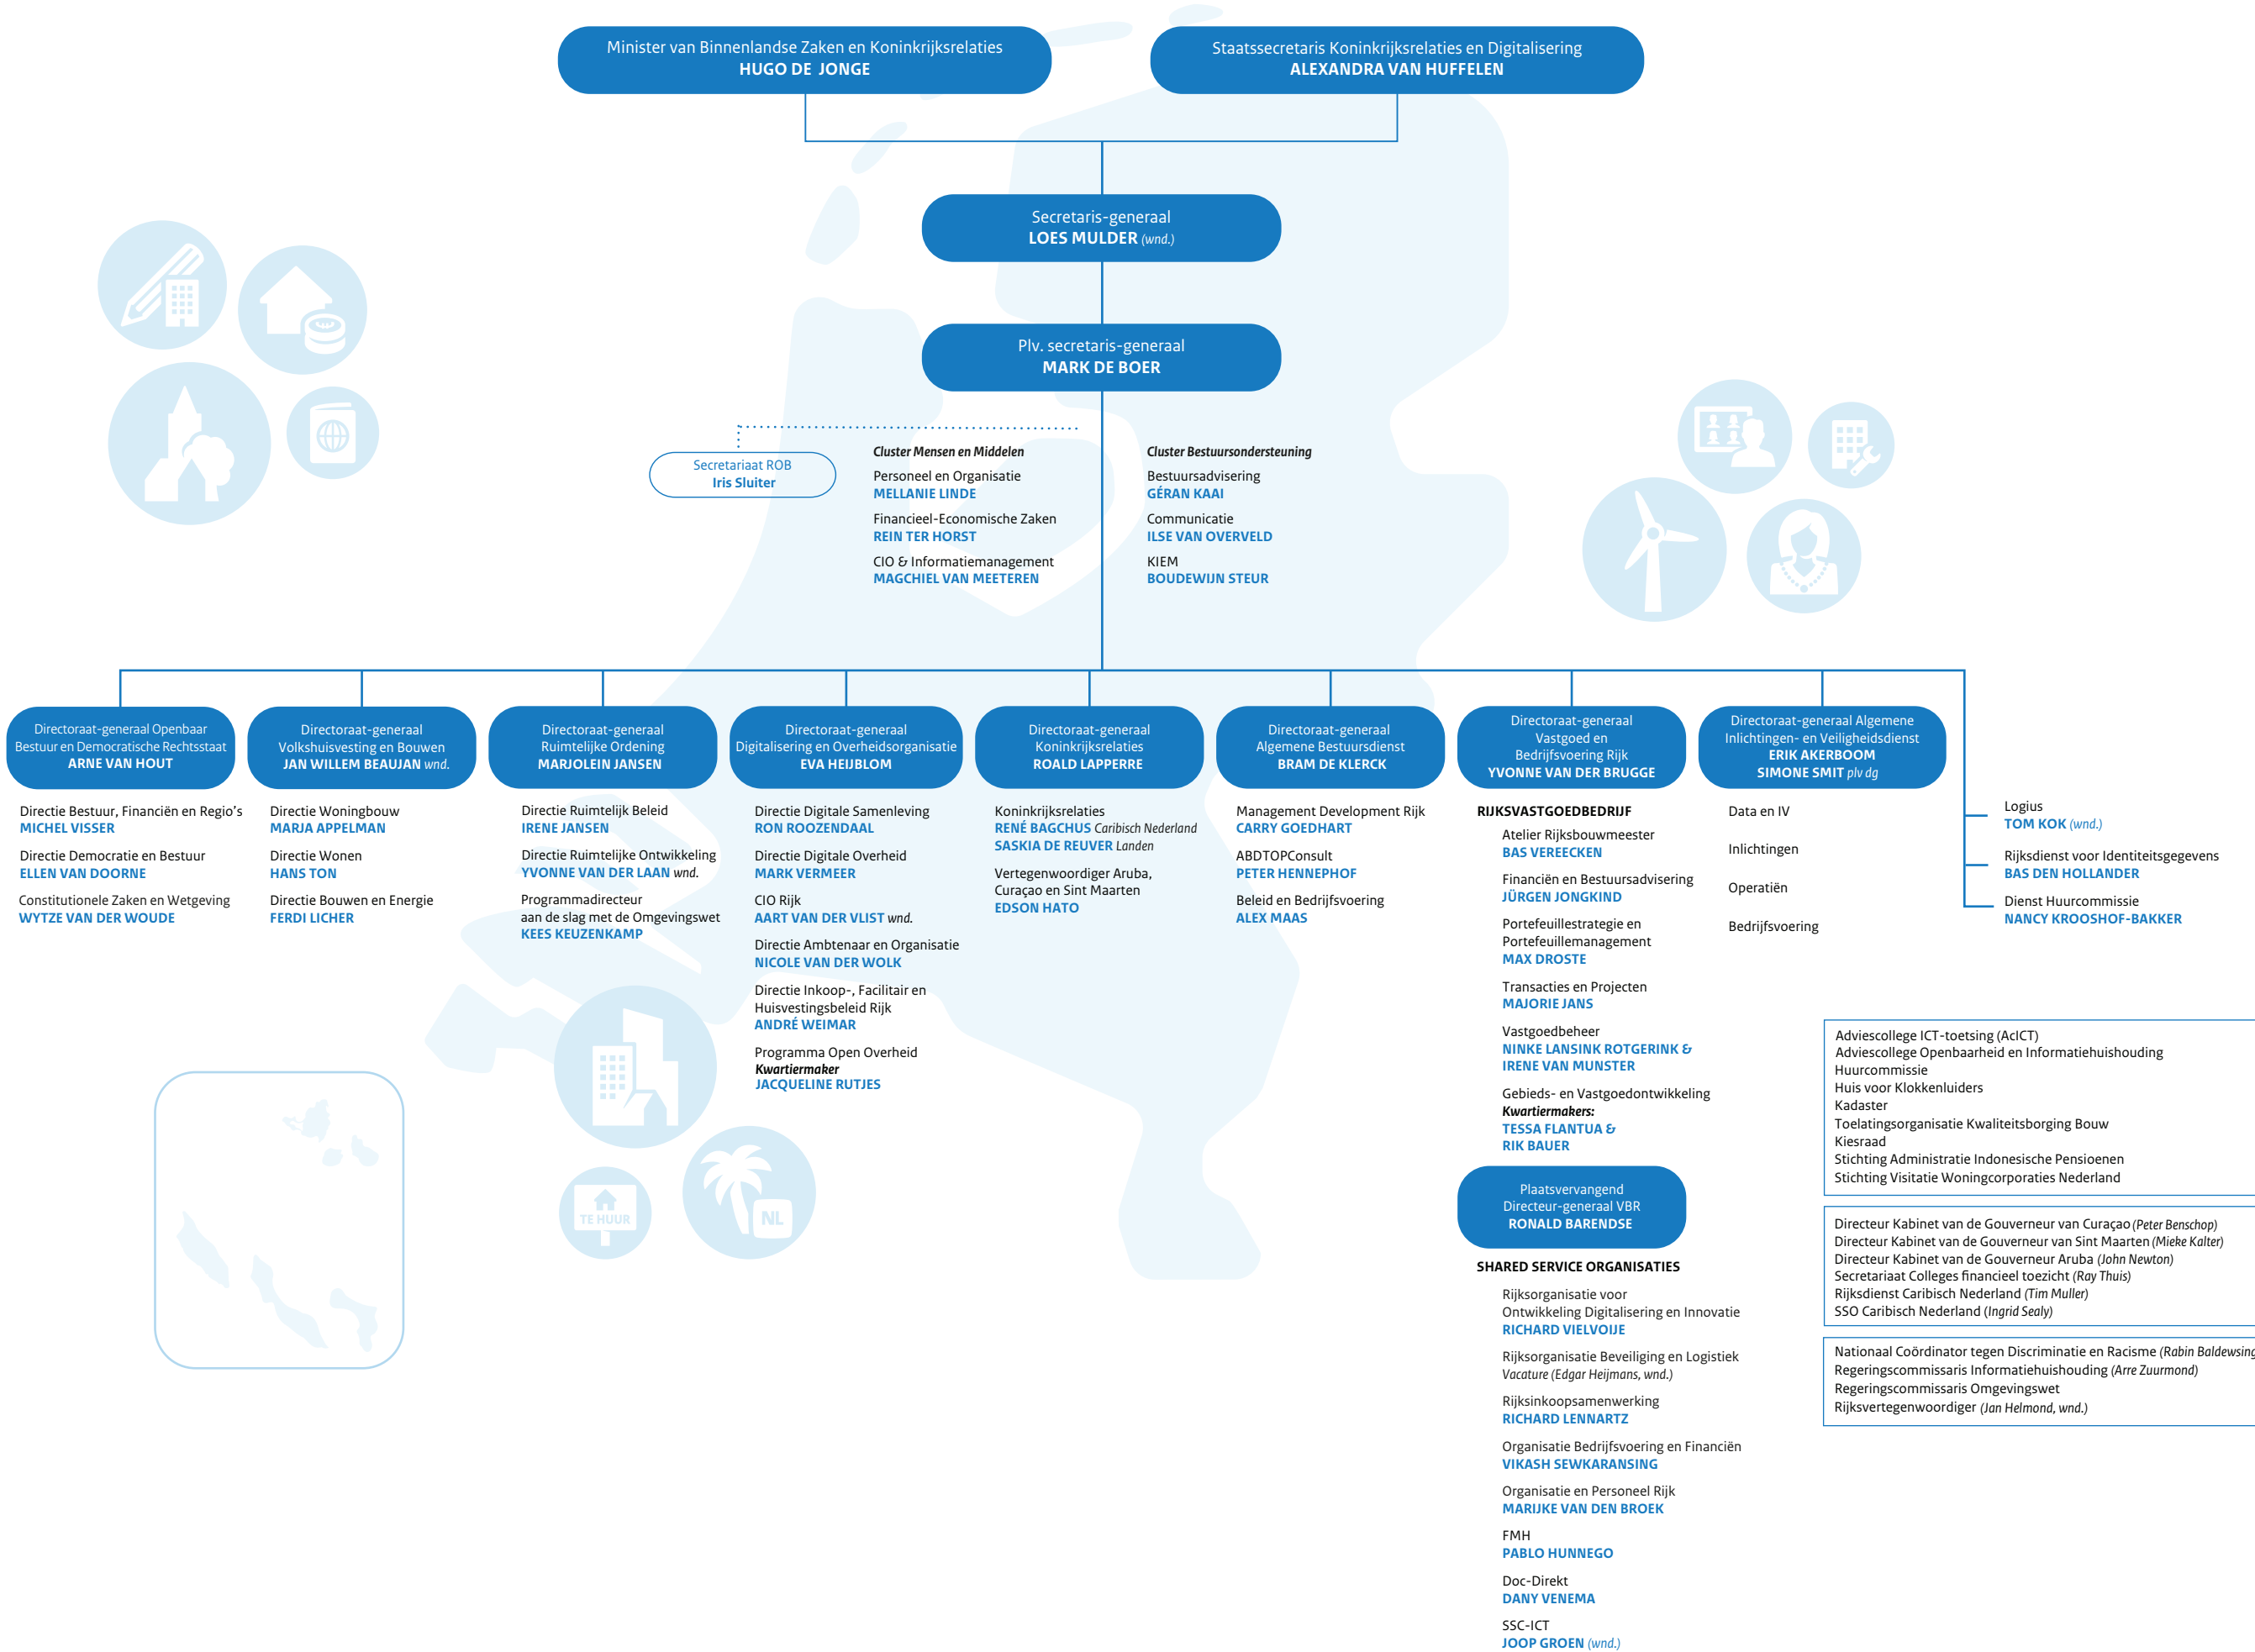 Minister van Binnenlandse Zaken en Koninkrijksrelaties
HUGO DE JONGE
Staatssecretaris Koninkrijksrelaties en Digitalisering
ALEXANDRA VAN HUFFELEN
Secretaris-generaal
LOES MULDER (wnd.)
Plv. secretaris-generaal
MARK DE BOER
Secretariaat ROB
Iris Sluiter
Cluster Mensen en Middelen
Personeel en Organisatie
MELLANIE LINDE
Financieel-Economische Zaken
REIN TER HORST
CIO & Informatiemanagement
MAGCHIEL VAN MEETEREN
Cluster Bestuursondersteuning
Bestuursadvisering
GÉRAN KAAI
Communicatie
ILSE VAN OVERVELD
KIEM
BOUDEWIJN STEUR
Directoraat-generaal Openbaar
Bestuur en Democratische Rechtsstaat
ARNE VAN HOUT
Directie Bestuur, Financiën en Regio's
MICHEL VISSER
Directie Democratie en Bestuur
ELLEN VAN DOORNE
Constitutionele Zaken en Wetgeving
WYTZE VAN DER WOUDE
Directoraat-generaal
Volkshuisvesting en Bouwen
JAN WILLEM BEAUJAN wnd.
Directie Woningbouw
MARJA APPELMAN
Directie Wonen
HANS TON
Directie Bouwen en Energie
FERDI LICHER
Directoraat-generaal
Ruimtelijke Ordening
MARJOLEIN JANSEN
Directie Ruimtelijk Beleid
IRENE JANSEN
Directie Ruimtelijke Ontwikkeling
YVONNE VAN DER LAAN wnd.
Programmadirecteur
aan de slag met de Omgevingswet
KEES KEUZENKAMP
Directoraat-generaal
Digitalisering en Overheidsorganisatie
EVA HEIJBLOM
Directie Digitale Samenleving
RON ROOZENDAAL
Directie Digitale Overheid
MARK VERMEER
CIO Rijk
AART VAN DER VLIST wnd.
Directie Ambtenaar en Organisatie
NICOLE VAN DER WOLK
Directie Inkoop-, Facilitair en
Huisvestingsbeleid Rijk
ANDRÉ WEIMAR
Programma Open Overheid
Kwartiermaker
JACQUELINE RUTJES
Directoraat-generaal
Koninkrijksrelaties
ROALD LAPPERRE
Koninkrijksrelaties
RENÉ BAGCHUS Caribisch Nederland
SASKIA DE REUVER Landen
Vertegenwoordiger Aruba,
Curaçao en Sint Maarten
EDSON HATO
Directoraat-generaal
Algemene Bestuursdienst
BRAM DE KLERCK
Management Development Rijk
CARRY GOEDHART
ABDTOPConsult
PETER HENNEPHOF
Beleid en Bedrijfsvoering
ALEX MAAS
Directoraat-generaal
Vastgoed en
Bedrijfsvoering Rijk
YVONNE VAN DER BRUGGE
RIJKSVASTGOEDBEDRIJF
Atelier Rijksbouwmeester
BAS VEREECKEN
Financiën en Bestuursadvisering
JÜRGEN JONGKIND
Portefeuillestrategie en
Portefeuillemanagement
MAX DROSTE
Transacties en Projecten
MAJORIE JANS
Vastgoedbeheer
NINKE LANSINK ROTGERINK &
IRENE VAN MUNSTER
Gebieds- en Vastgoedontwikkeling
Kwartiermakers:
TESSA FLANTUA &
RIK BAUER
Plaatsvervangend
Directeur-generaal VBR
RONALD BARENDSE
SHARED SERVICE ORGANISATIES
Rijksorganisatie voor
Ontwikkeling Digitalisering en Innovatie
RICHARD VIELVOIJE
Rijksorganisatie Beveiliging en Logistiek
Vacature (Edgar Heijmans, wnd.)
Rijksinkoopsamenwerking
RICHARD LENNARTZ
Organisatie Bedrijfsvoering en Financiën
VIKASH SEWKARANSING
Organisatie en Personeel Rijk
MARIJKE VAN DEN BROEK
FMH
PABLO HUNNEGO
Doc-Direkt
DANY VENEMA
SSC-ICT
JOOP GROEN (wnd.)
Directoraat-generaal Algemene
Inlichtingen- en Veiligheidsdienst
ERIK AKERBOOM
SIMONE SMIT plv dg
Data en IV
Inlichtingen
Operatiën
Bedrijfsvoering
Logius
TOM KOK (wnd.)
Rijksdienst voor Identiteitsgegevens
BAS DEN HOLLANDER
Dienst Huurcommissie
NANCY KROOSHOF-BAKKER
Adviescollege ICT-toetsing (AcICT)
Adviescollege Openbaarheid en Informatiehuishouding
Huurcommissie
Huis voor Klokkenluiders
Kadaster
Toelatingsorganisatie Kwaliteitsborging Bouw
Kiesraad
Stichting Administratie Indonesische Pensioenen
Stichting Visitatie Woningcorporaties Nederland
Directeur Kabinet van de Gouverneur van Curaçao (Peter Benschop)
Directeur Kabinet van de Gouverneur van Sint Maarten (Mieke Kalter)
Directeur Kabinet van de Gouverneur Aruba (John Newton)
Secretariaat Colleges financieel toezicht (Ray Thuis)
Rijksdienst Caribisch Nederland (Tim Muller)
SSO Caribisch Nederland (Ingrid Sealy)
Nationaal Coördinator tegen Discriminatie en Racisme (Rabin Baldewsing
Regeringscommissaris Informatiehuishouding (Arre Zuurmond)
Regeringscommissaris Omgevingswet
Rijksvertegenwoordiger (Jan Helmond, wnd.)
TE HUUR
NL